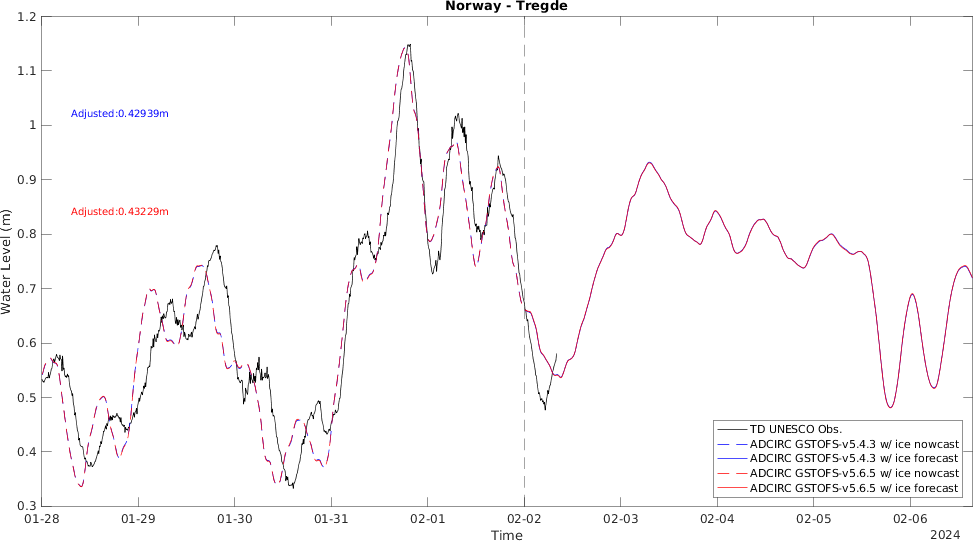 Norway - Tregde
1.2
1.1
1
0.9
0.8
0.7
0.6
0.5
0.4
0.3
Water Level (m)
Adjusted:0.42939m
Adjusted:0.43229m
TD UNESCO Obs.
ADCIRC GSTOFS-v5.4.3 w/ ice nowcast
ADCIRC GSTOFS-v5.4.3 w/ ice forecast
ADCIRC GSTOFS-v5.6.5 w/ ice nowcast
ADCIRC GSTOFS-v5.6.5 w/ ice forecast
01-28 01-29 01-30 01-31 02-01 02-02 02-03 02-04 02-05 02-06
Time
2024